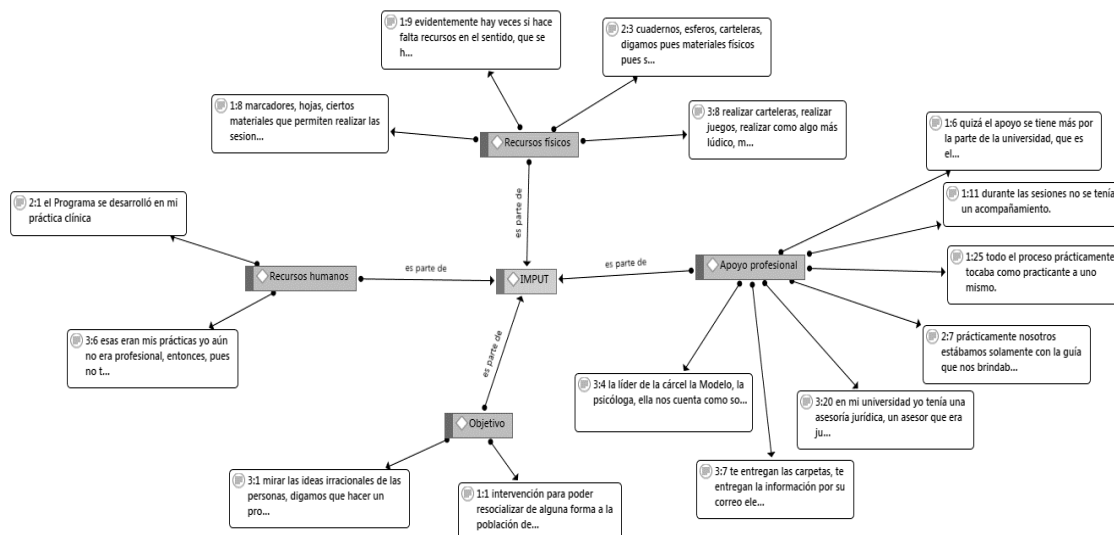 1:9 evidentemente hay veces si hace
falta recursos en el sentido, que se
h...
2:3 cuadernos, esferos, carteleras,
digamos pues materiales físicos
pues s...
1:8 marcadores, hojas, ciertos
materiales que permiten realizar las
sesion...
3:8 realizar carteleras, realizar
juegos, realizar como algo más
lúdico, m...
Recursos físicos
1:6 quizá el apoyo se tiene más por
la parte de la universidad, que es
el...
1:11 durante las sesiones no se tenía
un acompañamiento.
2:1 el Programa se desarrolló en mi
práctica clínica
es parte de
Recursos humanos
es parte de
IMPUT
es parte de
Apoyo profesional
1:25 todo el proceso prácticamente
tocaba como practicante a uno
mismo.
3:6 esas eran mis prácticas yo aún
no era profesional, entonces, pues
no t...
es parte de
2:7 prácticamente nosotros
estábamos solamente con la guía
que nos brindab...
3:4 la líder de la cárcel la Modelo, la
psicóloga, ella nos cuenta como so...
3:20 en mi universidad yo tenía una
asesoría jurídica, un asesor que era
ju...
Objetivo
3:1 mirar las ideas irracionales de las
personas, digamos que hacer un
pro...
1:1 intervención para poder
resocializar de alguna forma a la
población de...
3:7 te entregan las carpetas, te
entregan la información por su
correo ele...